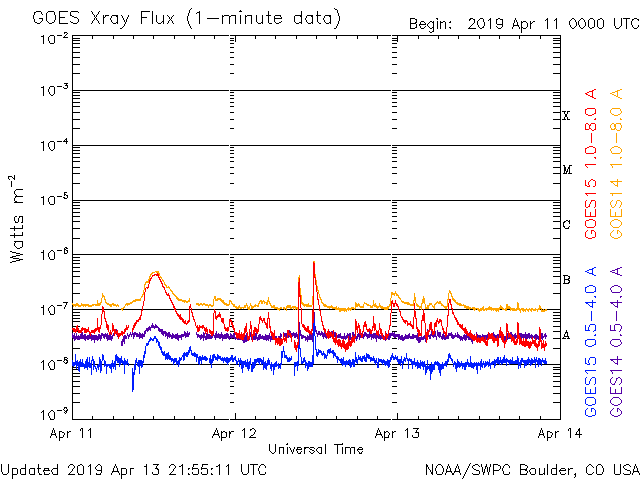 GOES Xray Flux (1-minute data)
Begin: 2019 Apr 11 0000 UTC
10-2
10-3
10-4
10-5
10-6
10-7
10-8
10-9
Watts m-2
X
M
C
B
A
GOES15 1.0-8.0 A
GOES14 1.0-8.0 A
GOES15 0.5-4.0 A
GOES14 0.5-4.0 A
Apr 11
Apr 12
Apr 13
Apr 14
Universal Time
Updated 2019 Apr 13 21:55:11 UTC
NOAA/SWPC Boulder, CO USA